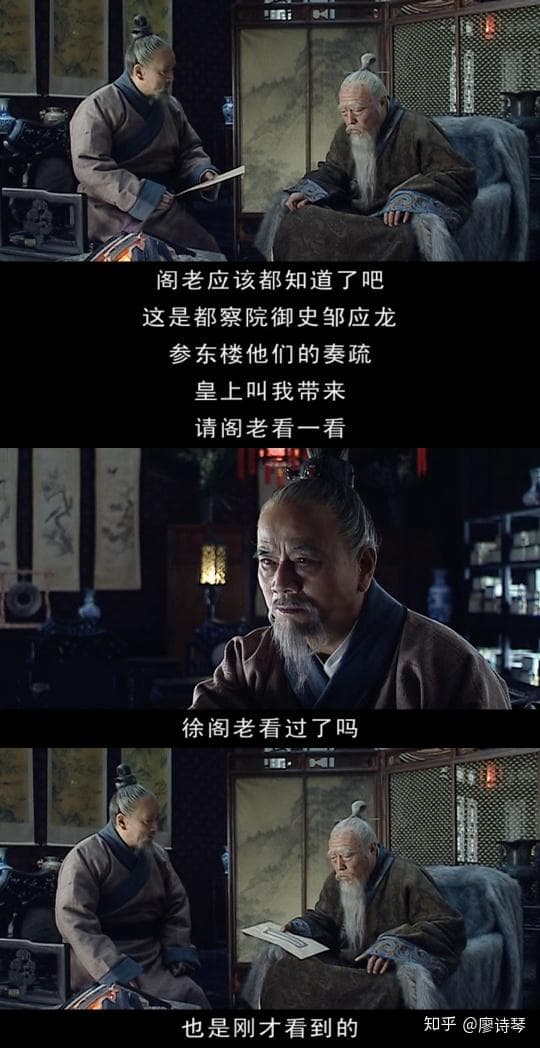 阁老应该都知道了吧
这是都察院御史邹应龙
参东楼他们的奏疏
皇上叫我带来
请阁老看一看
徐阁老看过了吗
也是刚才看到的
知乎 @廖诗琴